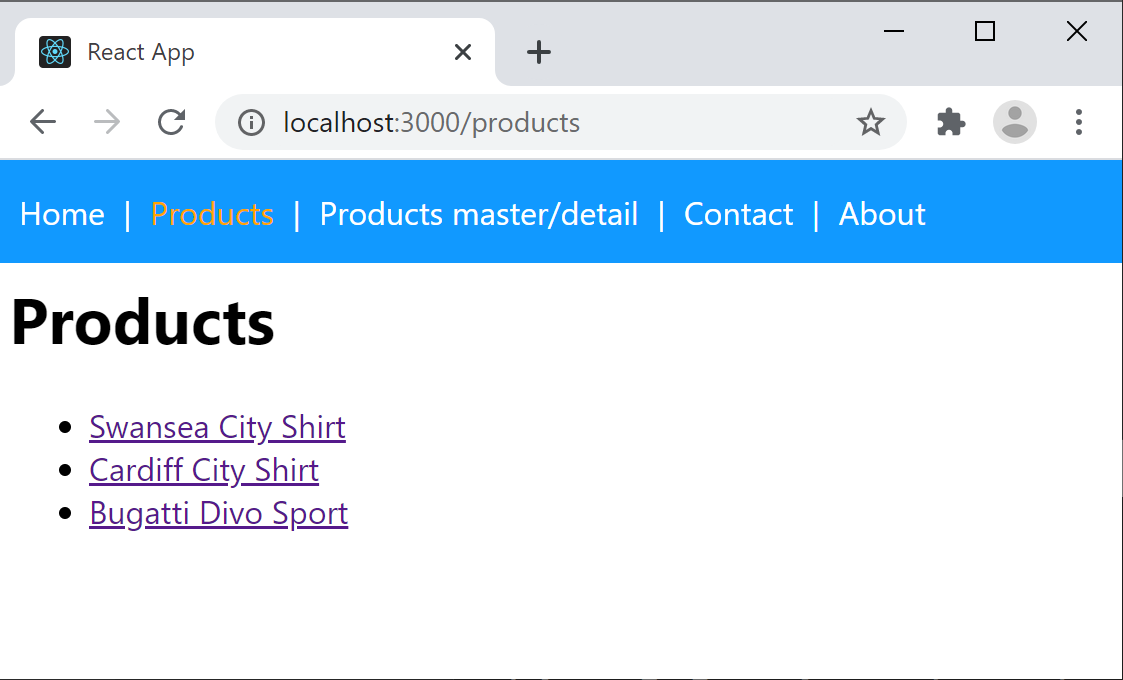 React App
localhost:3000/products
Home | Products | Products master/detail | Contact | About
Products
Swansea City Shirt
Cardiff City Shirt
Bugatti Divo Sport